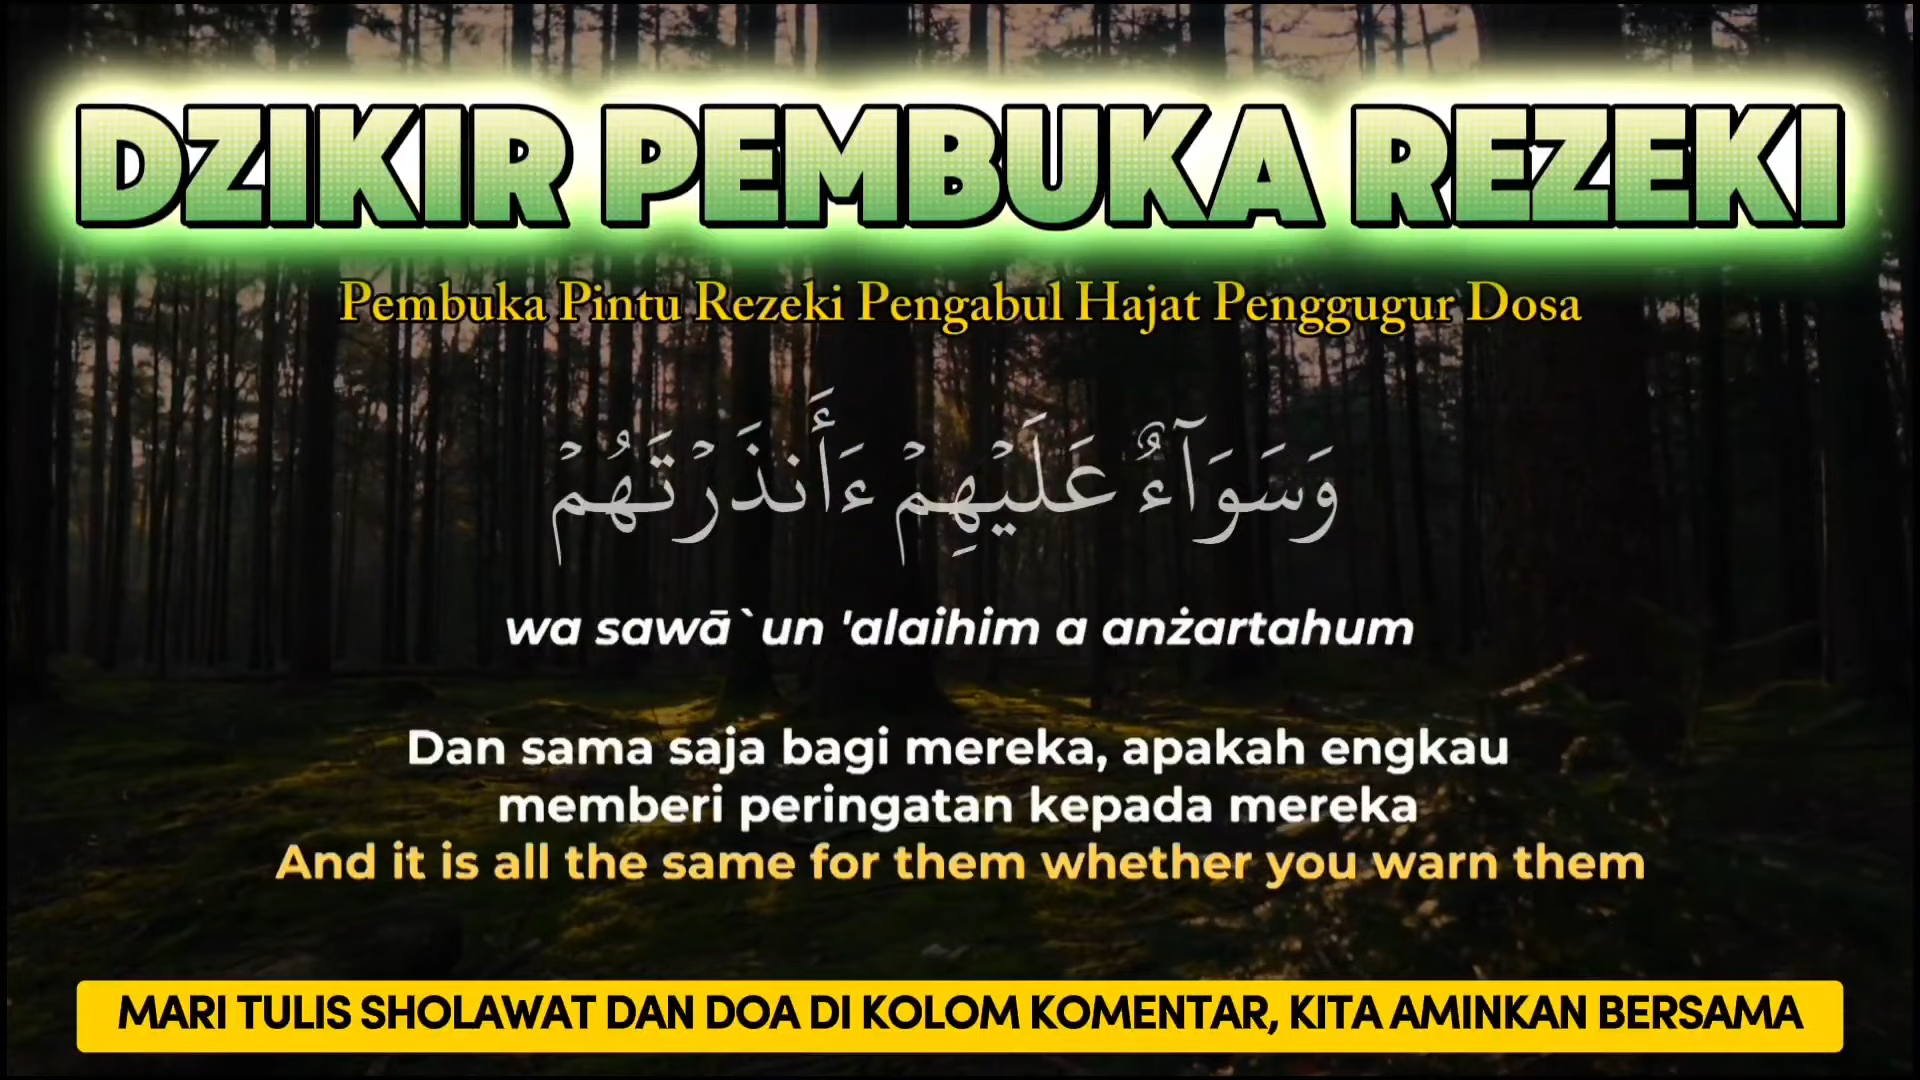 DZIKIR PEMBUKA REZEKI
Pembuka Pintu Rezeki Pengabul Hajat Penggugur Dosa
وَسَوَآءٌ عَلَيْهِمْ ءَأَنذَرْتَهُمْ
wa sawā`un 'alaihim a anżartahum
Dan sama saja bagi mereka, apakah engkau
memberi peringatan kepada mereka
And it is all the same for them whether you warn them
MARI TULIS SHOLAWAT DAN DOA DI KOLOM KOMENTAR, KITA AMINKAN BERSAMA